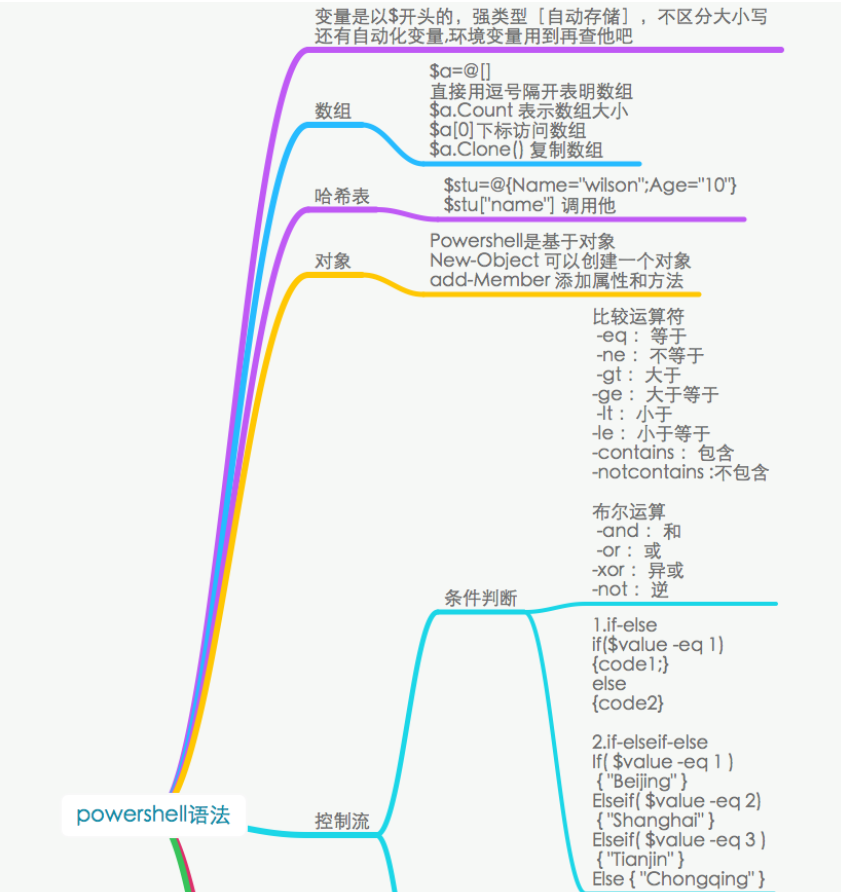 变量是以$开头的，强类型［自动存储］，不区分大小写
还有自动化变量,环境变量用到再查他吧
数组
$a=@[]
直接用逗号隔开表明数组
$a.Count 表示数组大小
$a[0]下标访问数组
$a.Clone() 复制数组
哈希表
$stu=@{Name="wilson";Age="10"}
$stu["name"] 调用他
对象
Powershell是基于对象
New-Object 可以创建一个对象
add-Member 添加属性和方法
powershell语法
控制流
条件判断
比较运算符
-eq： 等于
-ne： 不等于
-gt： 大于
-ge： 大于等于
-lt： 小于
-le： 小于等于
-contains： 包含
-notcontains :不包含
布尔运算
-and： 和
-or： 或
-xor： 异或
-not： 逆
1.if-else
if($value -eq 1)
{code1;}
else
{code2}
2.if-elseif-else
If( $value -eq 1 )
{ "Beijing" }
Elseif( $value -eq 2)
{ "Shanghai" }
Elseif( $value -eq 3 )
{ "Tianjin" }
Else { "Chongqing" }